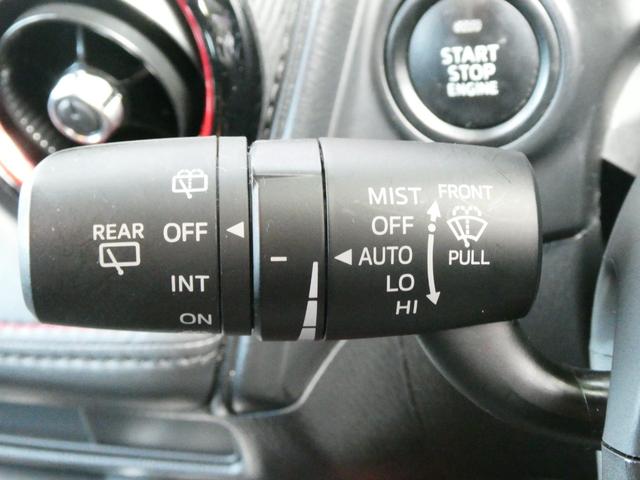 START
STOP
ENGINE
REAR
OFF
INT
ON
MIST
OFF
AUTO
LO
HI
FRONT
PULL